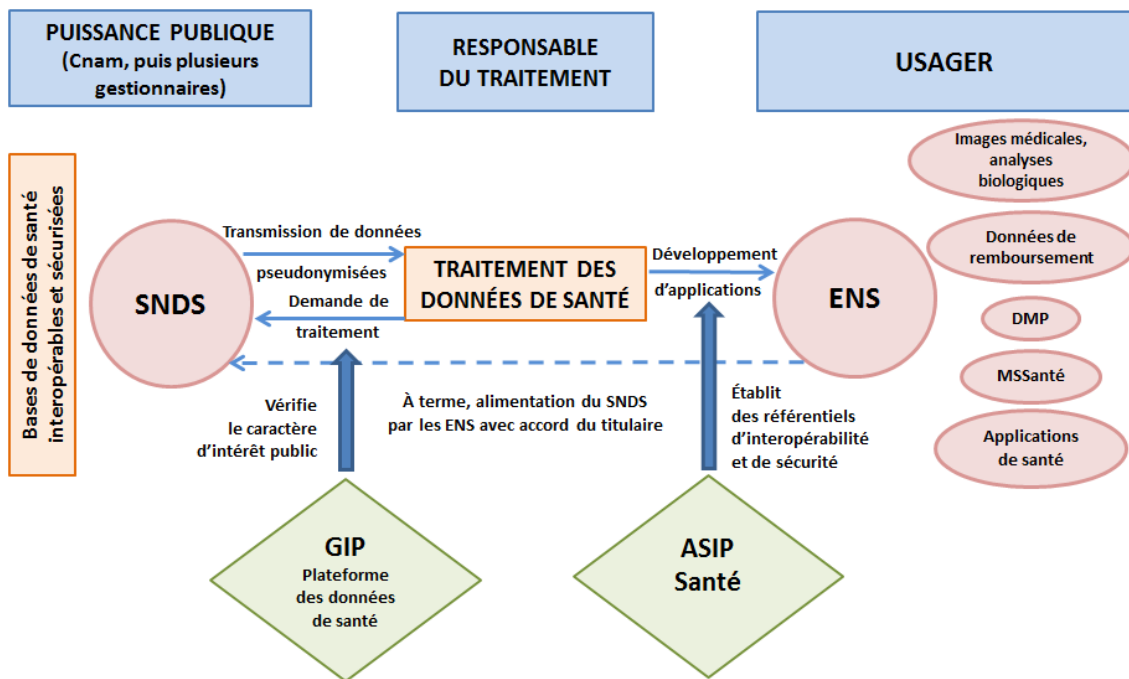 PUISSANCE PUBLIQUE
(Cnam, puis plusieurs
gestionnaires)
RESPONSABLE
DU TRAITEMENT
USAGER
Bases de données de santé
interopérables et sécurisées
SNDS
Transmission de données
pseudonymisées
Demande de
traitement
TRAITEMENT DES
DONNÉES DE SANTÉ
Développement
d’applications
ENS
Images médicales,
analyses
biologiques
Données de
remboursement
DMP
MSSanté
Applications
de santé
Vérifie
le caractère
d’intérêt public
À terme, alimentation du SNDS
par les ENS avec accord du titulaire
Établit
des référentiels
d’interopérabilité
et de sécurité
GIP
Plateforme
des données
de santé
ASIP
Santé